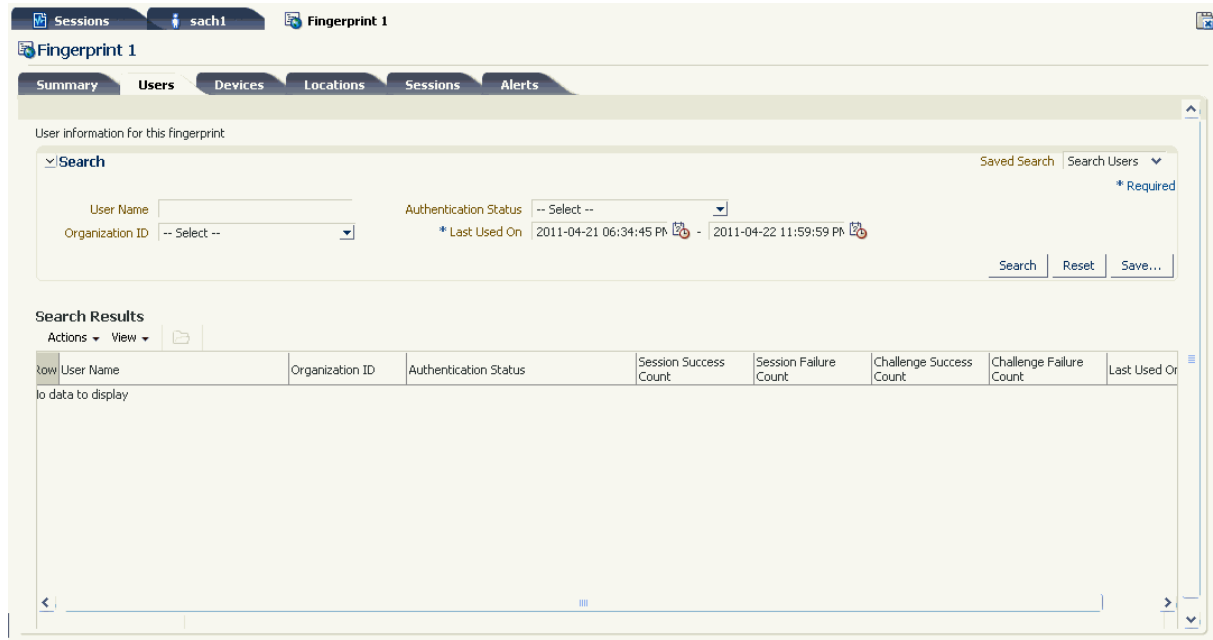 Sessions sach1 Fingerprint 1
Fingerprint 1
Summary Users Devices Locations Sessions Alerts
User information for this fingerprint
Search Saved Search Search Users
* Required
User Name Authentication Status -- Select --
Organization ID -- Select -- * Last Used On 2011-04-21 06:34:45 PM - 2011-04-22 11:59:59 PM
Search Reset Save...
Search Results
Actions View
Row User Name Organization ID Authentication Status Session Success Count Session Failure Count Challenge Success Count Challenge Failure Count Last Used On
No data to display